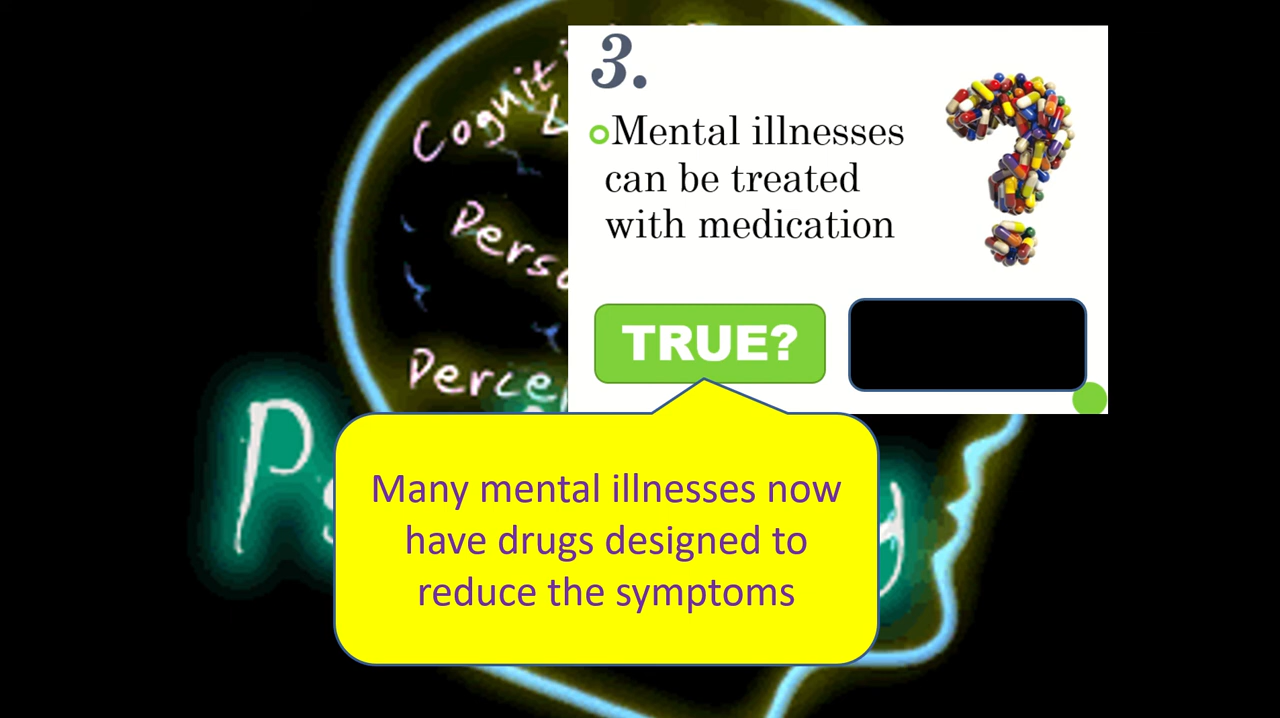 3.
Mental illnesses
can be treated
with medication
TRUE?
Many mental illnesses now
have drugs designed to
reduce the symptoms